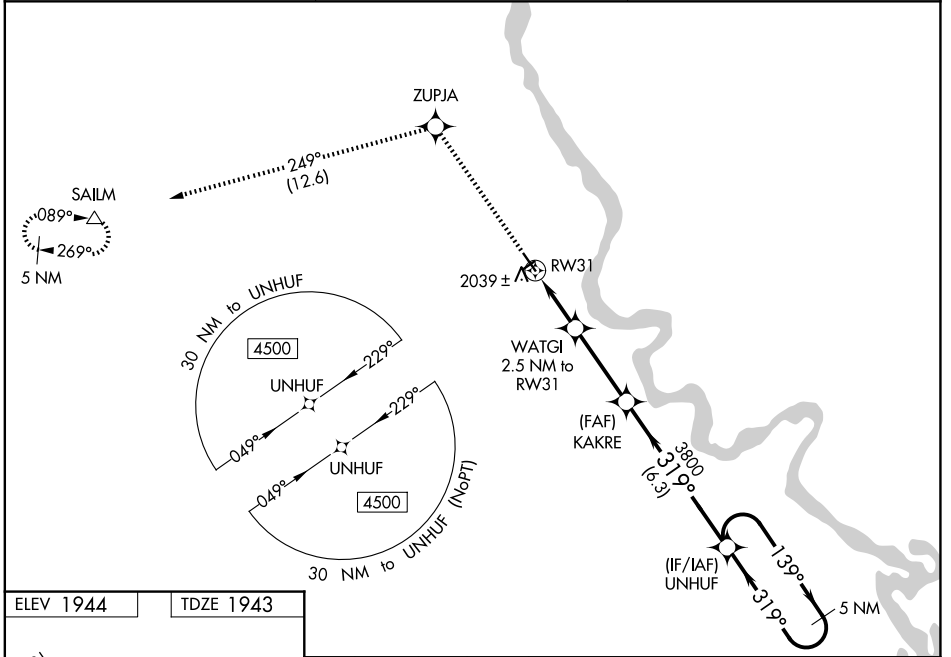 ZUPJA
249°
(12.6)
SAILM
089°
269°
5 NM
RW31
2039 ±
WATGI
2.5 NM to
RW31
(FAF)
KAKRE
3800
319°
(6.3)
(IF/IAF)
UNHUF
139°
319°
5 NM
30 NM to UNHUF
4500
UNHUF
229°
049°
229°
UNHUF
049°
4500
30 NM to UNHUF (NoPT)
ELEV 1944
TDZE 1943